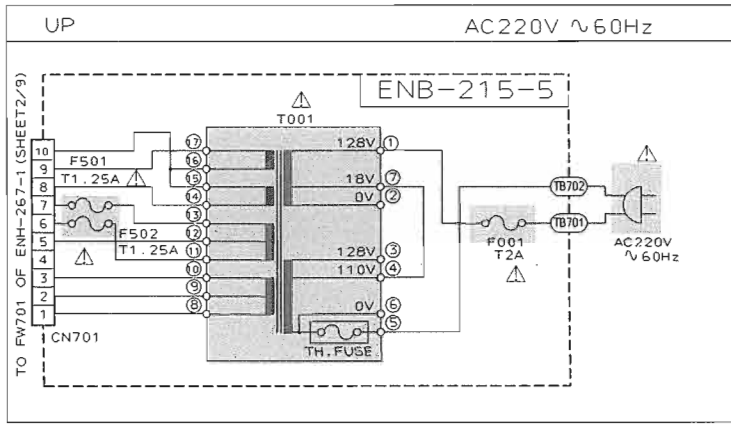 UP
AC220V ∿60Hz
TO FW701 OF ENH-267-1 (SHEET2/9)
ENB-215-5
T001
10
9
8
7
6
5
4
3
2
1
CN701
F501
T1.25A
F502
T1.25A
17
16
15
14
13
12
11
10
9
8
128V 1
18V 7
0V 2
128V 3
110V 4
0V 6
5
TH.FUSE
F001
T2A
TB702
TB701
AC220V
∿60Hz